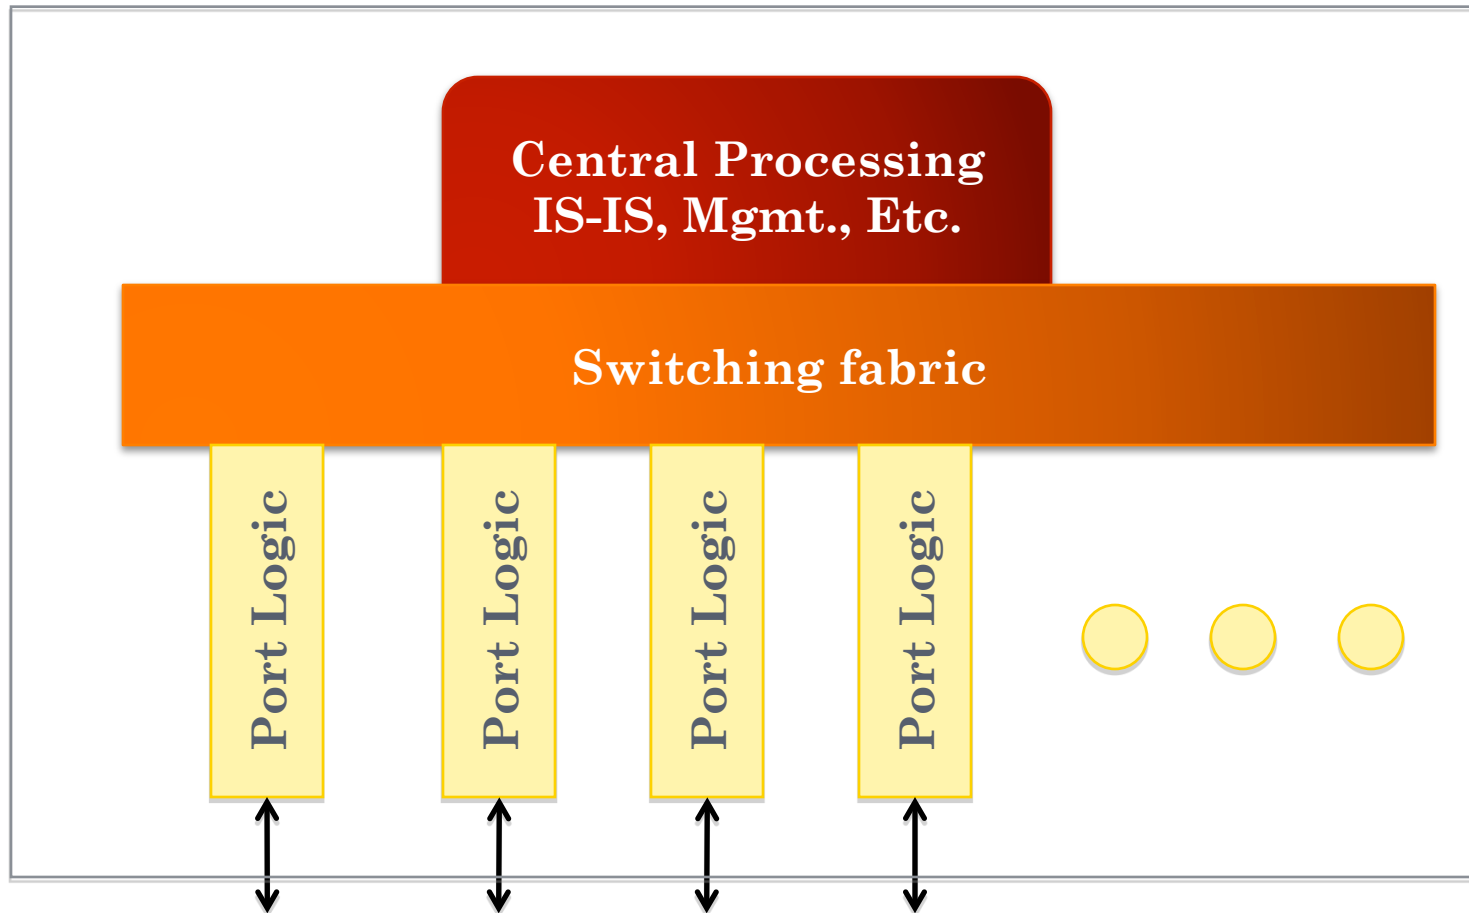 Central Processing
IS-IS, Mgmt., Etc.
Switching fabric
Port Logic
Port Logic
Port Logic
Port Logic